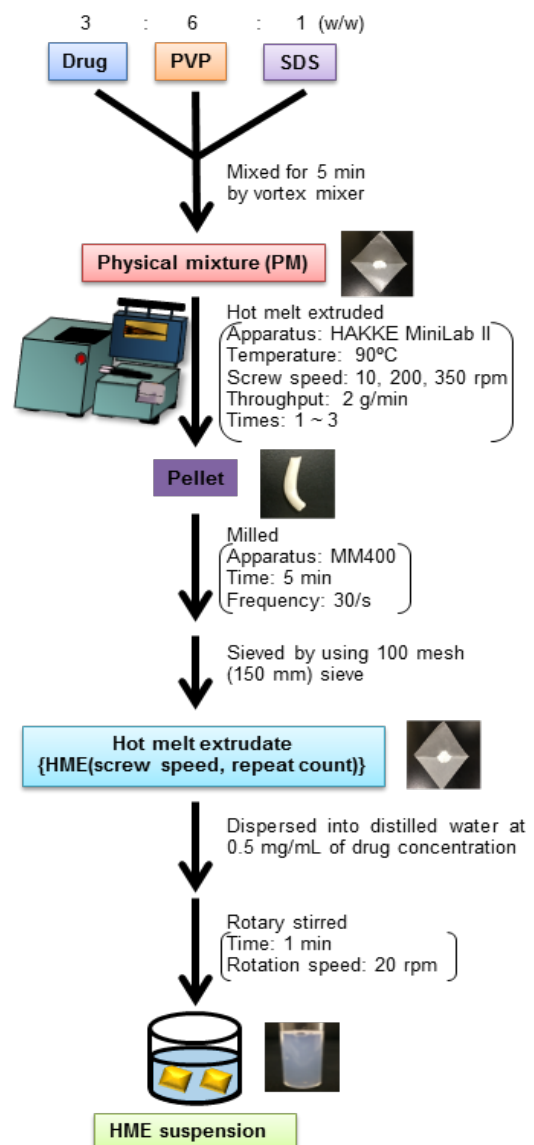 3 : 6 : 1 (w/w)
Drug PVP SDS
Mixed for 5 min
by vortex mixer
Physical mixture (PM)
Hot melt extruded
Apparatus: HAKKE MiniLab II
Temperature: 90ºC
Screw speed: 10, 200, 350 rpm
Throughput: 2 g/min
Times: 1 ~ 3
Pellet
Milled
Apparatus: MM400
Time: 5 min
Frequency: 30/s
Sieved by using 100 mesh
(150 mm) sieve
Hot melt extrudate
{HME(screw speed, repeat count)}
Dispersed into distilled water at
0.5 mg/mL of drug concentration
Rotary stirred
Time: 1 min
Rotation speed: 20 rpm
HME suspension